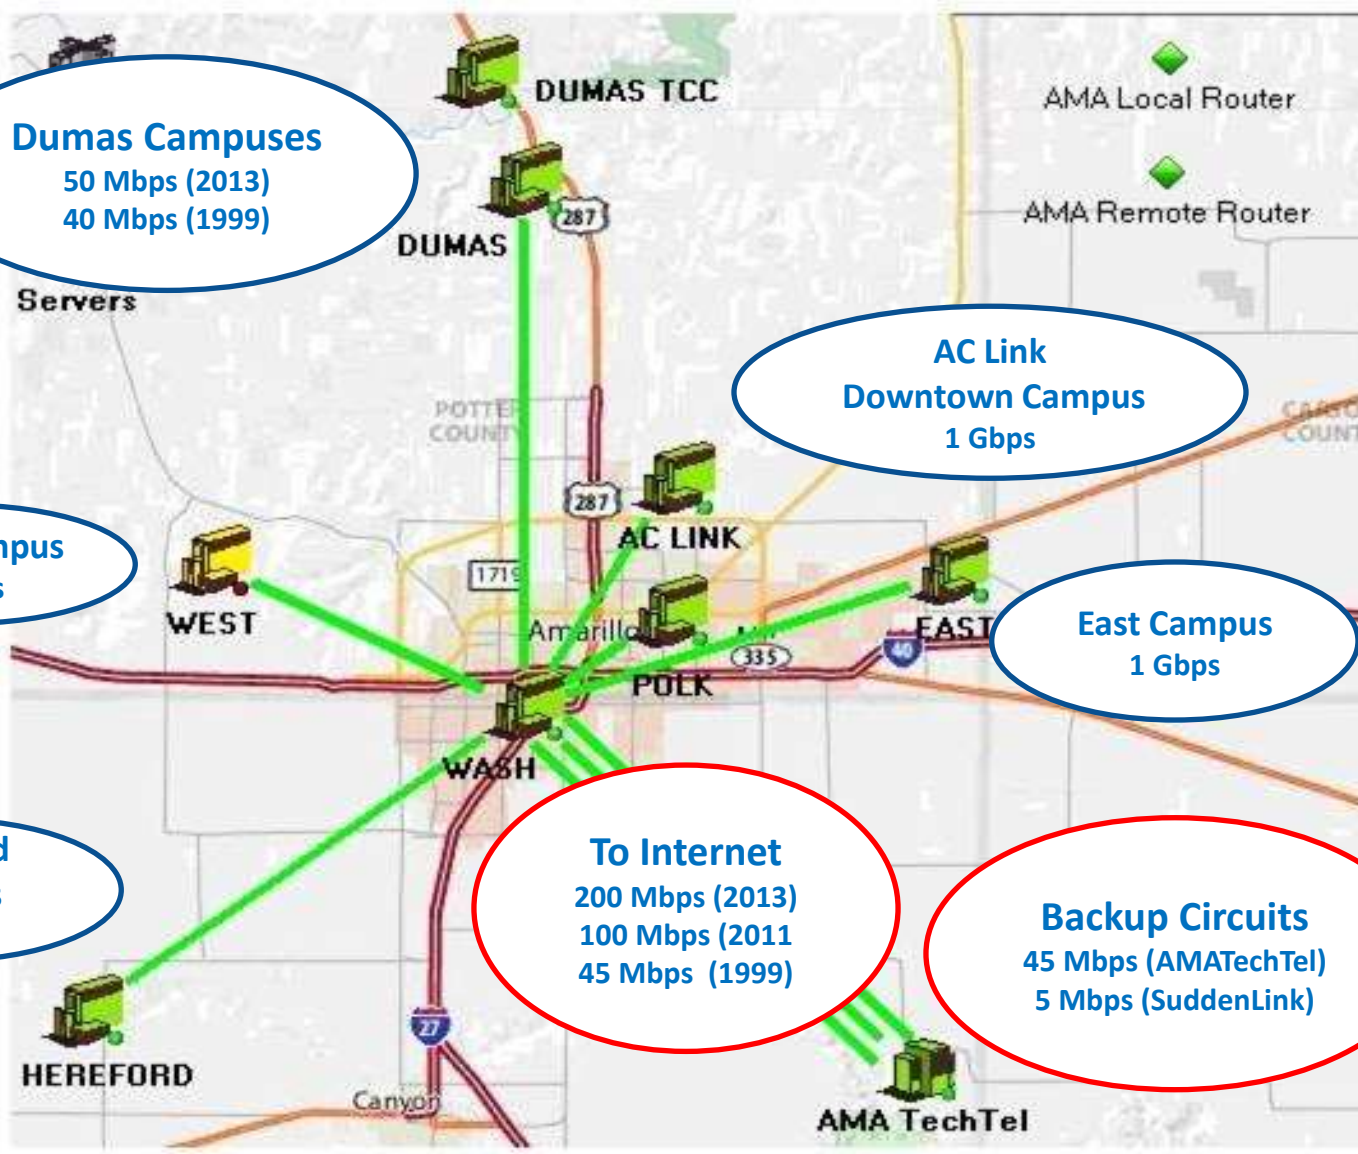 DUMAS TCC
AMA Local Router
Dumas Campuses
50 Mbps (2013)
40 Mbps (1999)
AMA Remote Router
287
DUMAS
Servers
AC Link
Downtown Campus
1 Gbps
POTTER
COUNTY
COUNT
287
AC LINK
mpus
s
1719
WEST
Amarillo
EAST
East Campus
1 Gbps
335
40
POLK
WASH
d
s
To Internet
200 Mbps (2013)
100 Mbps (2011
45 Mbps (1999)
Backup Circuits
45 Mbps (AMATechTel)
5 Mbps (SuddenLink)
27
HEREFORD
Canyon
AMA TechTel